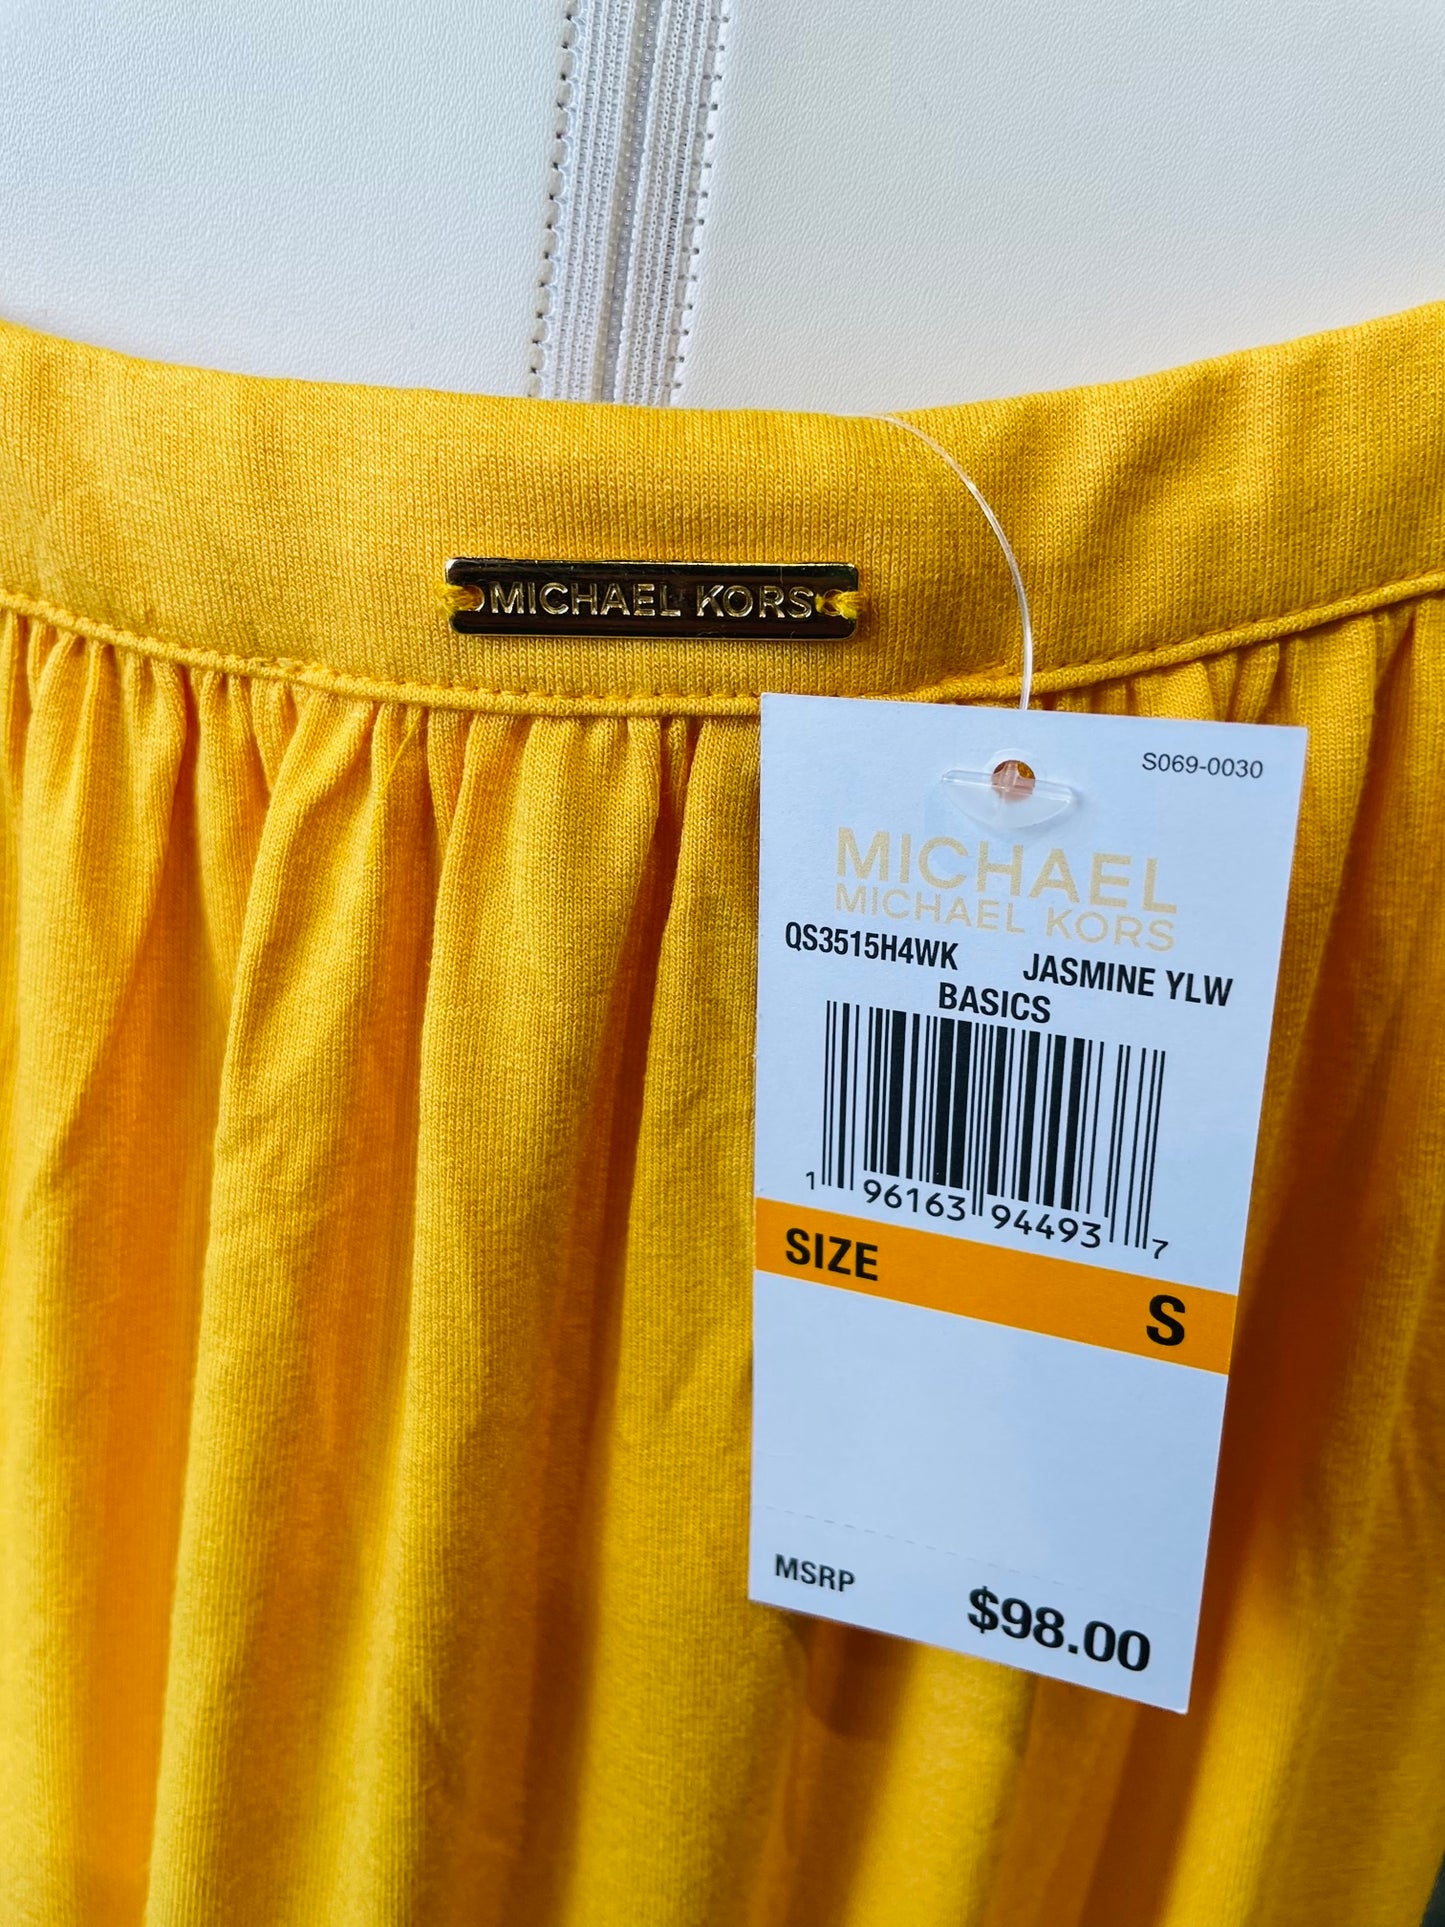 MICHAEL KORS
S069-0030
MICHAEL
MICHAEL KORS
QS3515H4WK JASMINE YLW
BASICS
1 96163 94493 7
SIZE S
MSRP $98.00